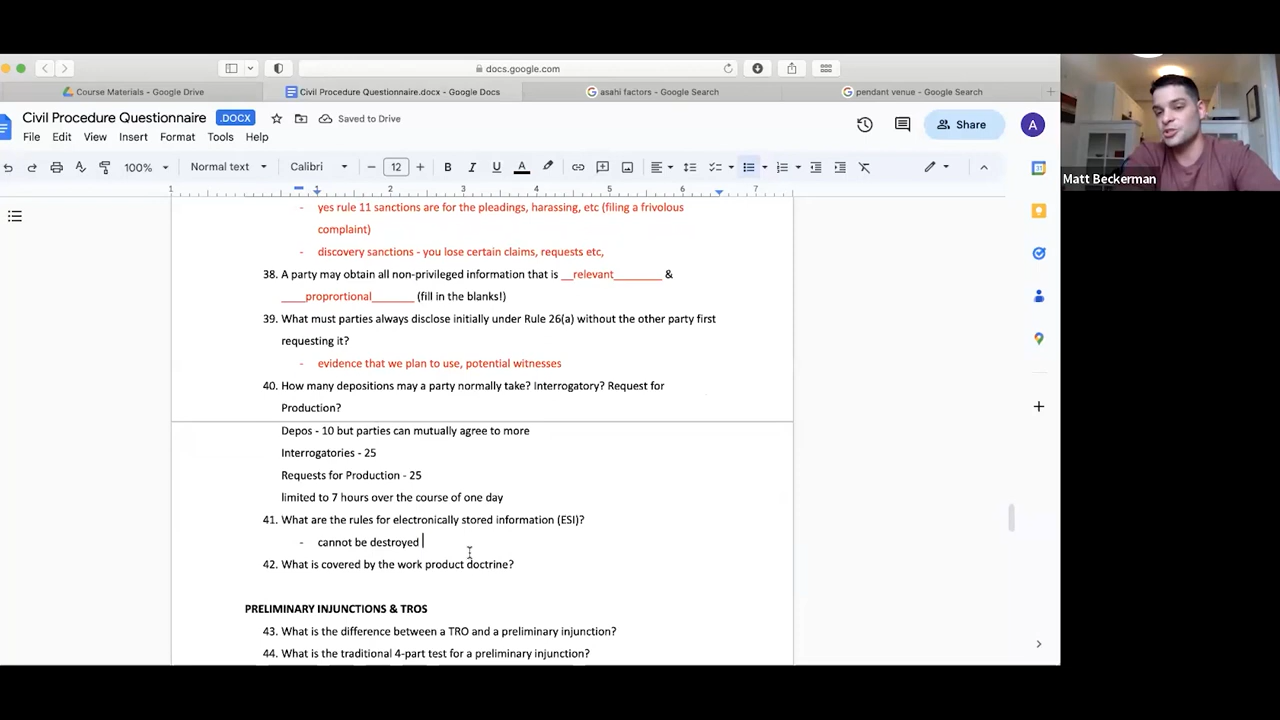 docs.google.com
Course Materials – Google Drive
Civil Procedure Questionnaire.docx - Google Docs
asahi factors – Google Search
pendant venue – Google Search
Civil Procedure Questionnaire .DOCX
Saved to Drive
File Edit View Insert Format Tools Help
Share
A
100%
Normal text
Calibri
12
B I U A
1 1 2 3 4 5 6 7
- yes rule 11 sanctions are for the pleadings, harassing, etc (filing a frivolous
complaint)
- discovery sanctions - you lose certain claims, requests etc,
38. A party may obtain all non-privileged information that is __relevant________ &
____proprortional_______ (fill in the blanks!)
39. What must parties always disclose initially under Rule 26(a) without the other party first
requesting it?
- evidence that we plan to use, potential witnesses
40. How many depositions may a party normally take? Interrogatory? Request for
Production?
Depos - 10 but parties can mutually agree to more
Interrogatories - 25
Requests for Production - 25
limited to 7 hours over the course of one day
41. What are the rules for electronically stored information (ESI)?
- cannot be destroyed
42. What is covered by the work product doctrine?
PRELIMINARY INJUNCTIONS & TROS
43. What is the difference between a TRO and a preliminary injunction?
44. What is the traditional 4-part test for a preliminary injunction?
Matt Beckerman